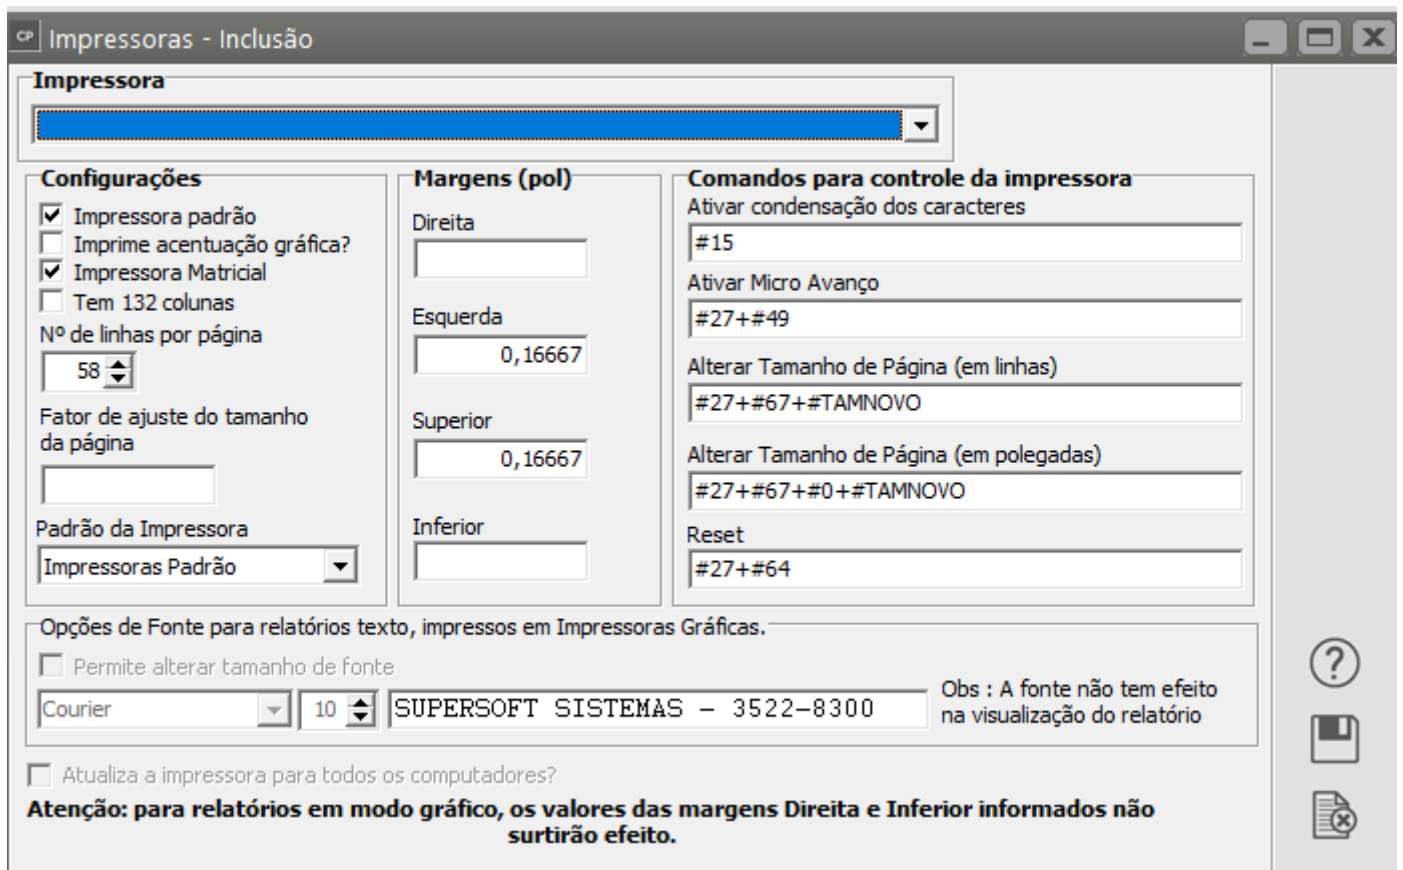 CP Impressoras - Inclusão
Impressora
Configurações
Impressora padrão
Imprime acentuação gráfica?
Impressora Matricial
Tem 132 colunas
Nº de linhas por página
58
Fator de ajuste do tamanho
da página
Padrão da Impressora
Impressoras Padrão
Margens (pol)
Direita
Esquerda
0,16667
Superior
0,16667
Inferior
Comandos para controle da impressora
Ativar condensação dos caracteres
#15
Ativar Micro Avanço
#27+#49
Alterar Tamanho de Página (em linhas)
#27+#67+#TAMNOVO
Alterar Tamanho de Página (em polegadas)
#27+#67+#0+#TAMNOVO
Reset
#27+#64
Opções de Fonte para relatórios texto, impressos em Impressoras Gráficas.
Permite alterar tamanho de fonte
Courier 10 SUPERSOFT SISTEMAS - 3522-8300
Obs : A fonte não tem efeito
na visualização do relatório
Atualiza a impressora para todos os computadores?
Atenção: para relatórios em modo gráfico, os valores das margens Direita e Inferior informados não
surtirão efeito.